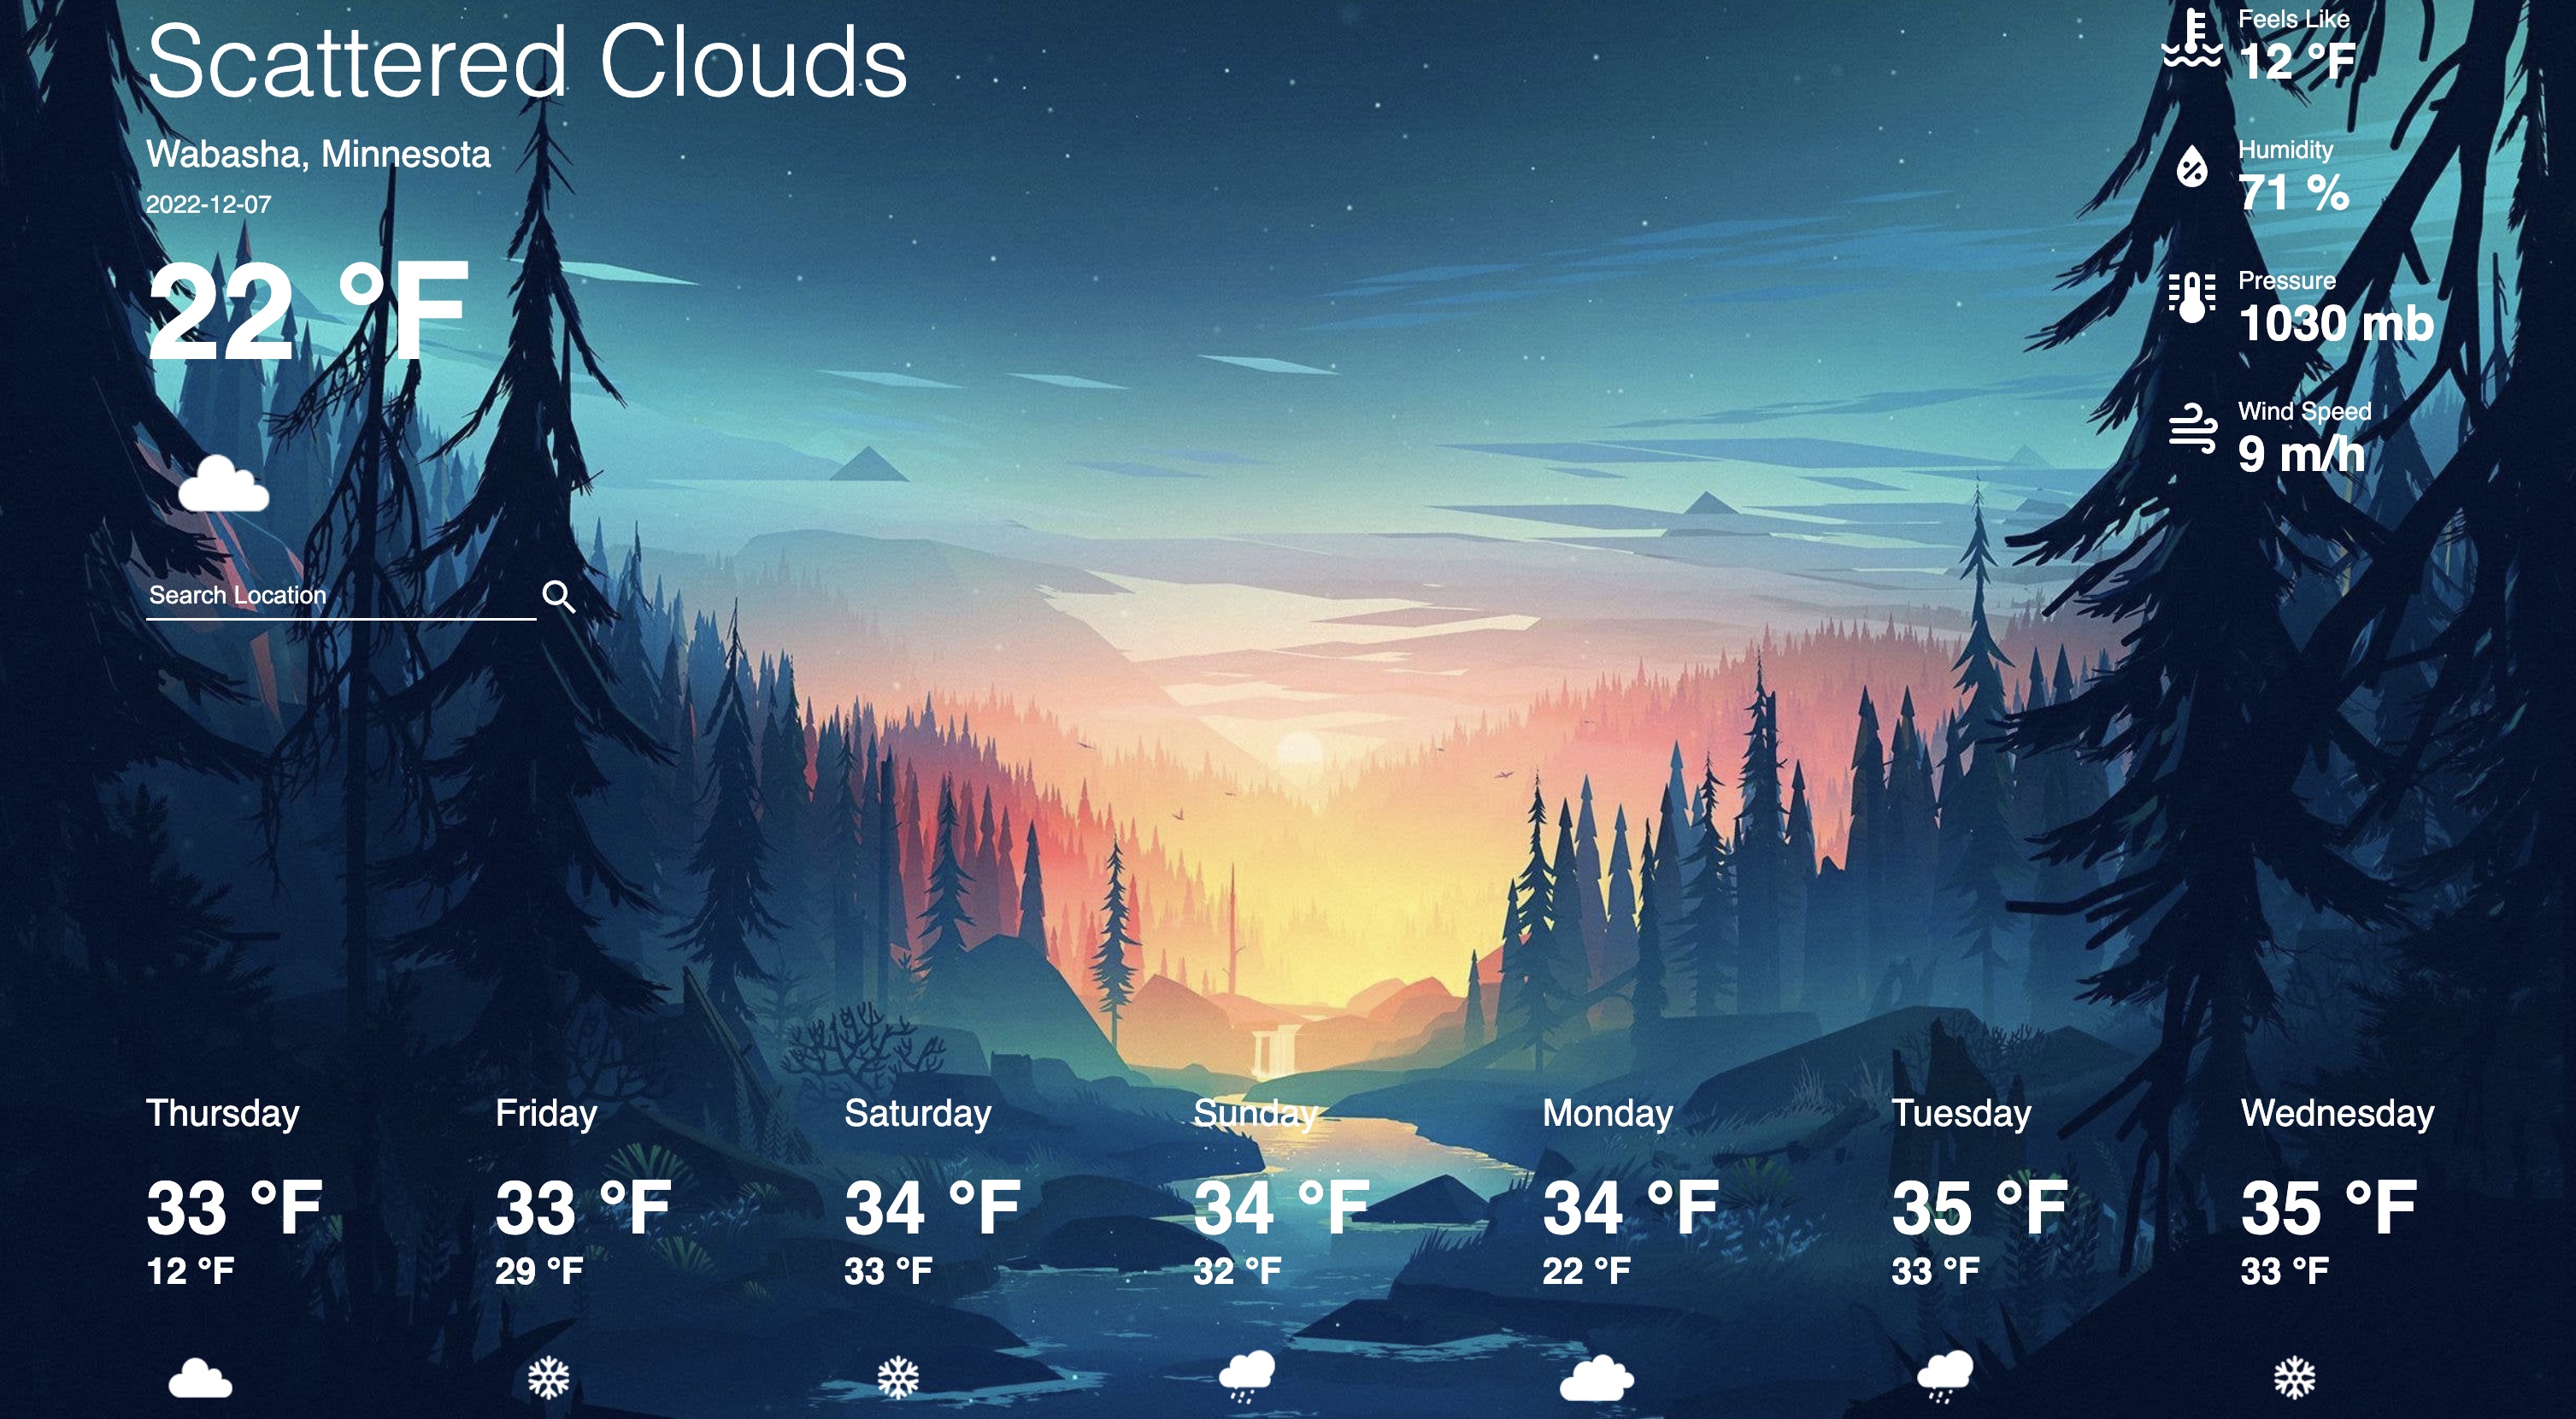 Scattered Clouds
Wabasha, Minnesota
2022-12-07
22 °F
Search Location
Feels Like
12 °F
Humidity
71 %
Pressure
1030 mb
Wind Speed
9 m/h
Thursday
33 °F
12 °F
Friday
33 °F
29 °F
Saturday
34 °F
33 °F
Sunday
34 °F
32 °F
Monday
34 °F
22 °F
Tuesday
35 °F
33 °F
Wednesday
35 °F
33 °F